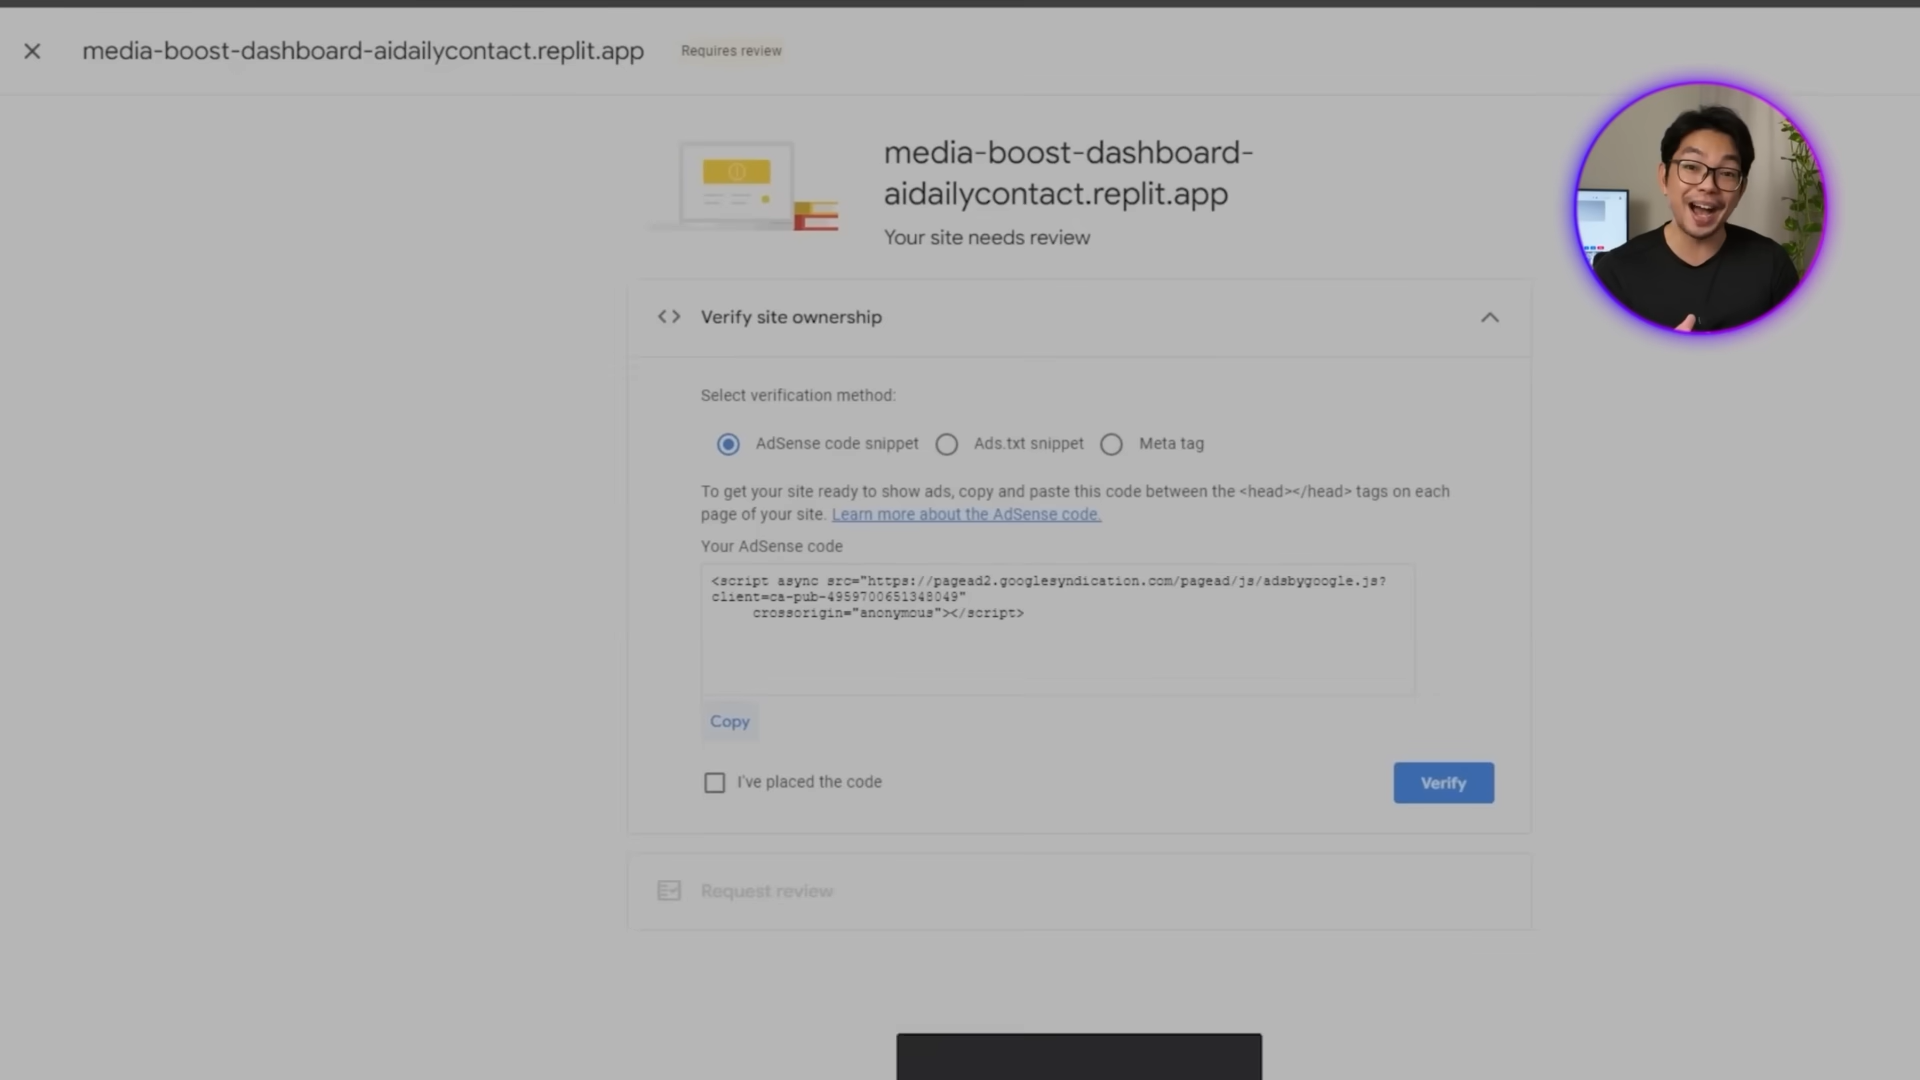 media-boost-dashboard-aidailycontact.replit.app
Requires review
media-boost-dashboard-
aidailycontact.replit.app
Your site needs review
Verify site ownership
Select verification method:
AdSense code snippet
Ads.txt snippet
Meta tag
To get your site ready to show ads, copy and paste this code between the <head></head> tags on each
page of your site. Learn more about the AdSense code.
Your AdSense code
<script async src="https://pagead2.googlesyndication.com/pagead/js/adsbygoogle.js?
client=ca-pub-4959700651348049"
crossorigin="anonymous"></script>
Copy
I've placed the code
Verify
Request review